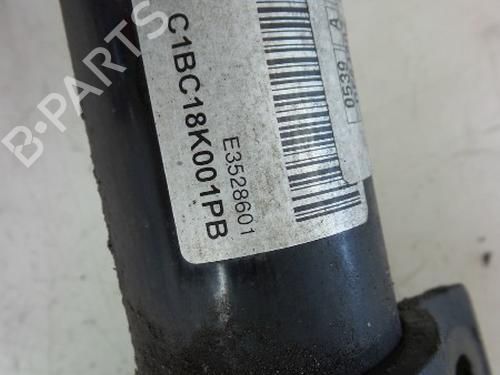 B-PARTS
C1BC18K001PB
E3528601
0539 / A /